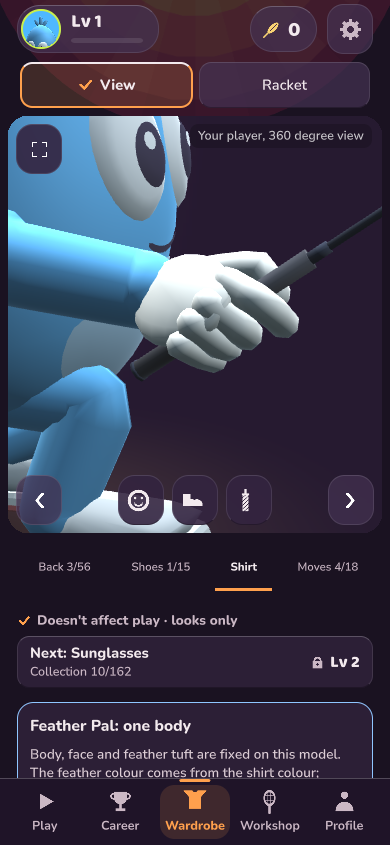 Lv 1
0
View
Racket
Your player, 360 degree view
Back 3/56
Shoes 1/15
Shirt
Moves 4/18
Doesn't affect play · looks only
Next: Sunglasses
Collection 10/162
Lv 2
Feather Pal: one body
Body, face and feather tuft are fixed on this model.
The feather colour comes from the shirt colour;
Play
Career
Wardrobe
Workshop
Profile